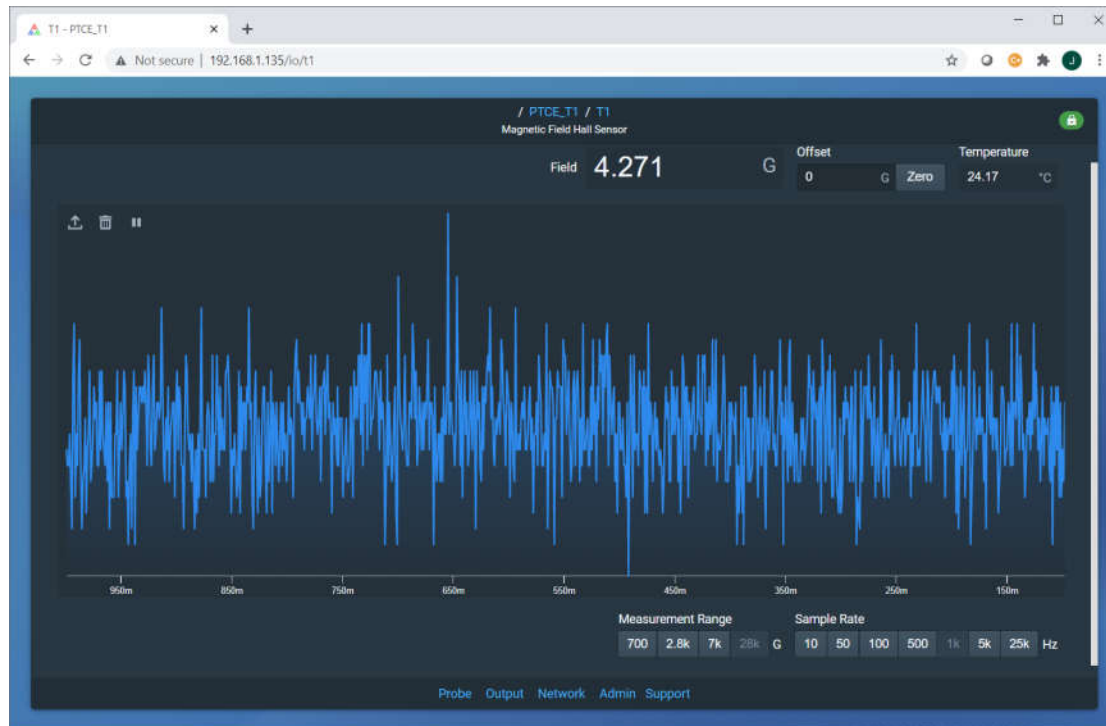 T1 - PTCE_T1
Not secure | 192.168.1.135/io/t1
J
/ PTCE_T1 / T1
Magnetic Field Hall Sensor
Field 4.271 G
Offset
0 G Zero
Temperature
24.17 °C
950m 850m 750m 650m 550m 450m 350m 250m 150m
Measurement Range
700 2.8k 7k 28k G
Sample Rate
10 50 100 500 1k 5k 25k Hz
Probe Output Network Admin Support